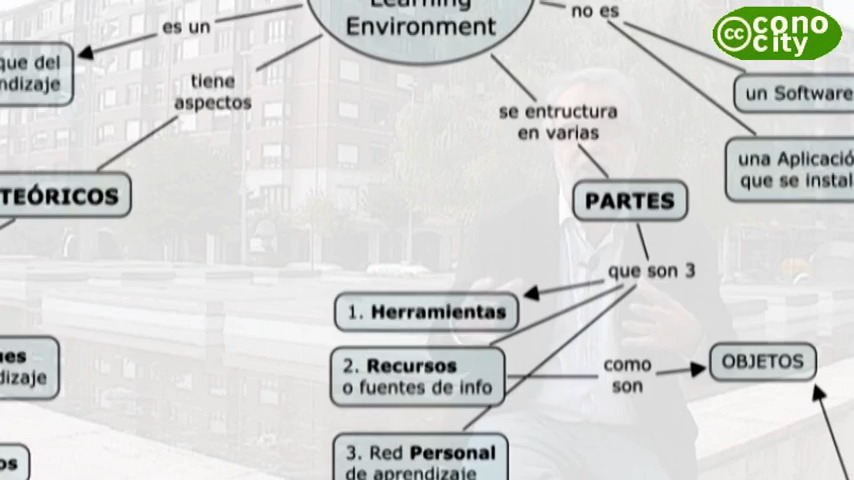 Learning
Environment
es un
no es
cc
cono
city
que del
ndizaje
tiene
aspectos
se entructura
en varias
un Software
una Aplicació
que se instal
TEÓRICOS
PARTES
que son 3
1. Herramientas
2. Recursos
o fuentes de info
como
son
OBJETOS
dizaje
3. Red Personal
de aprendizaje
os